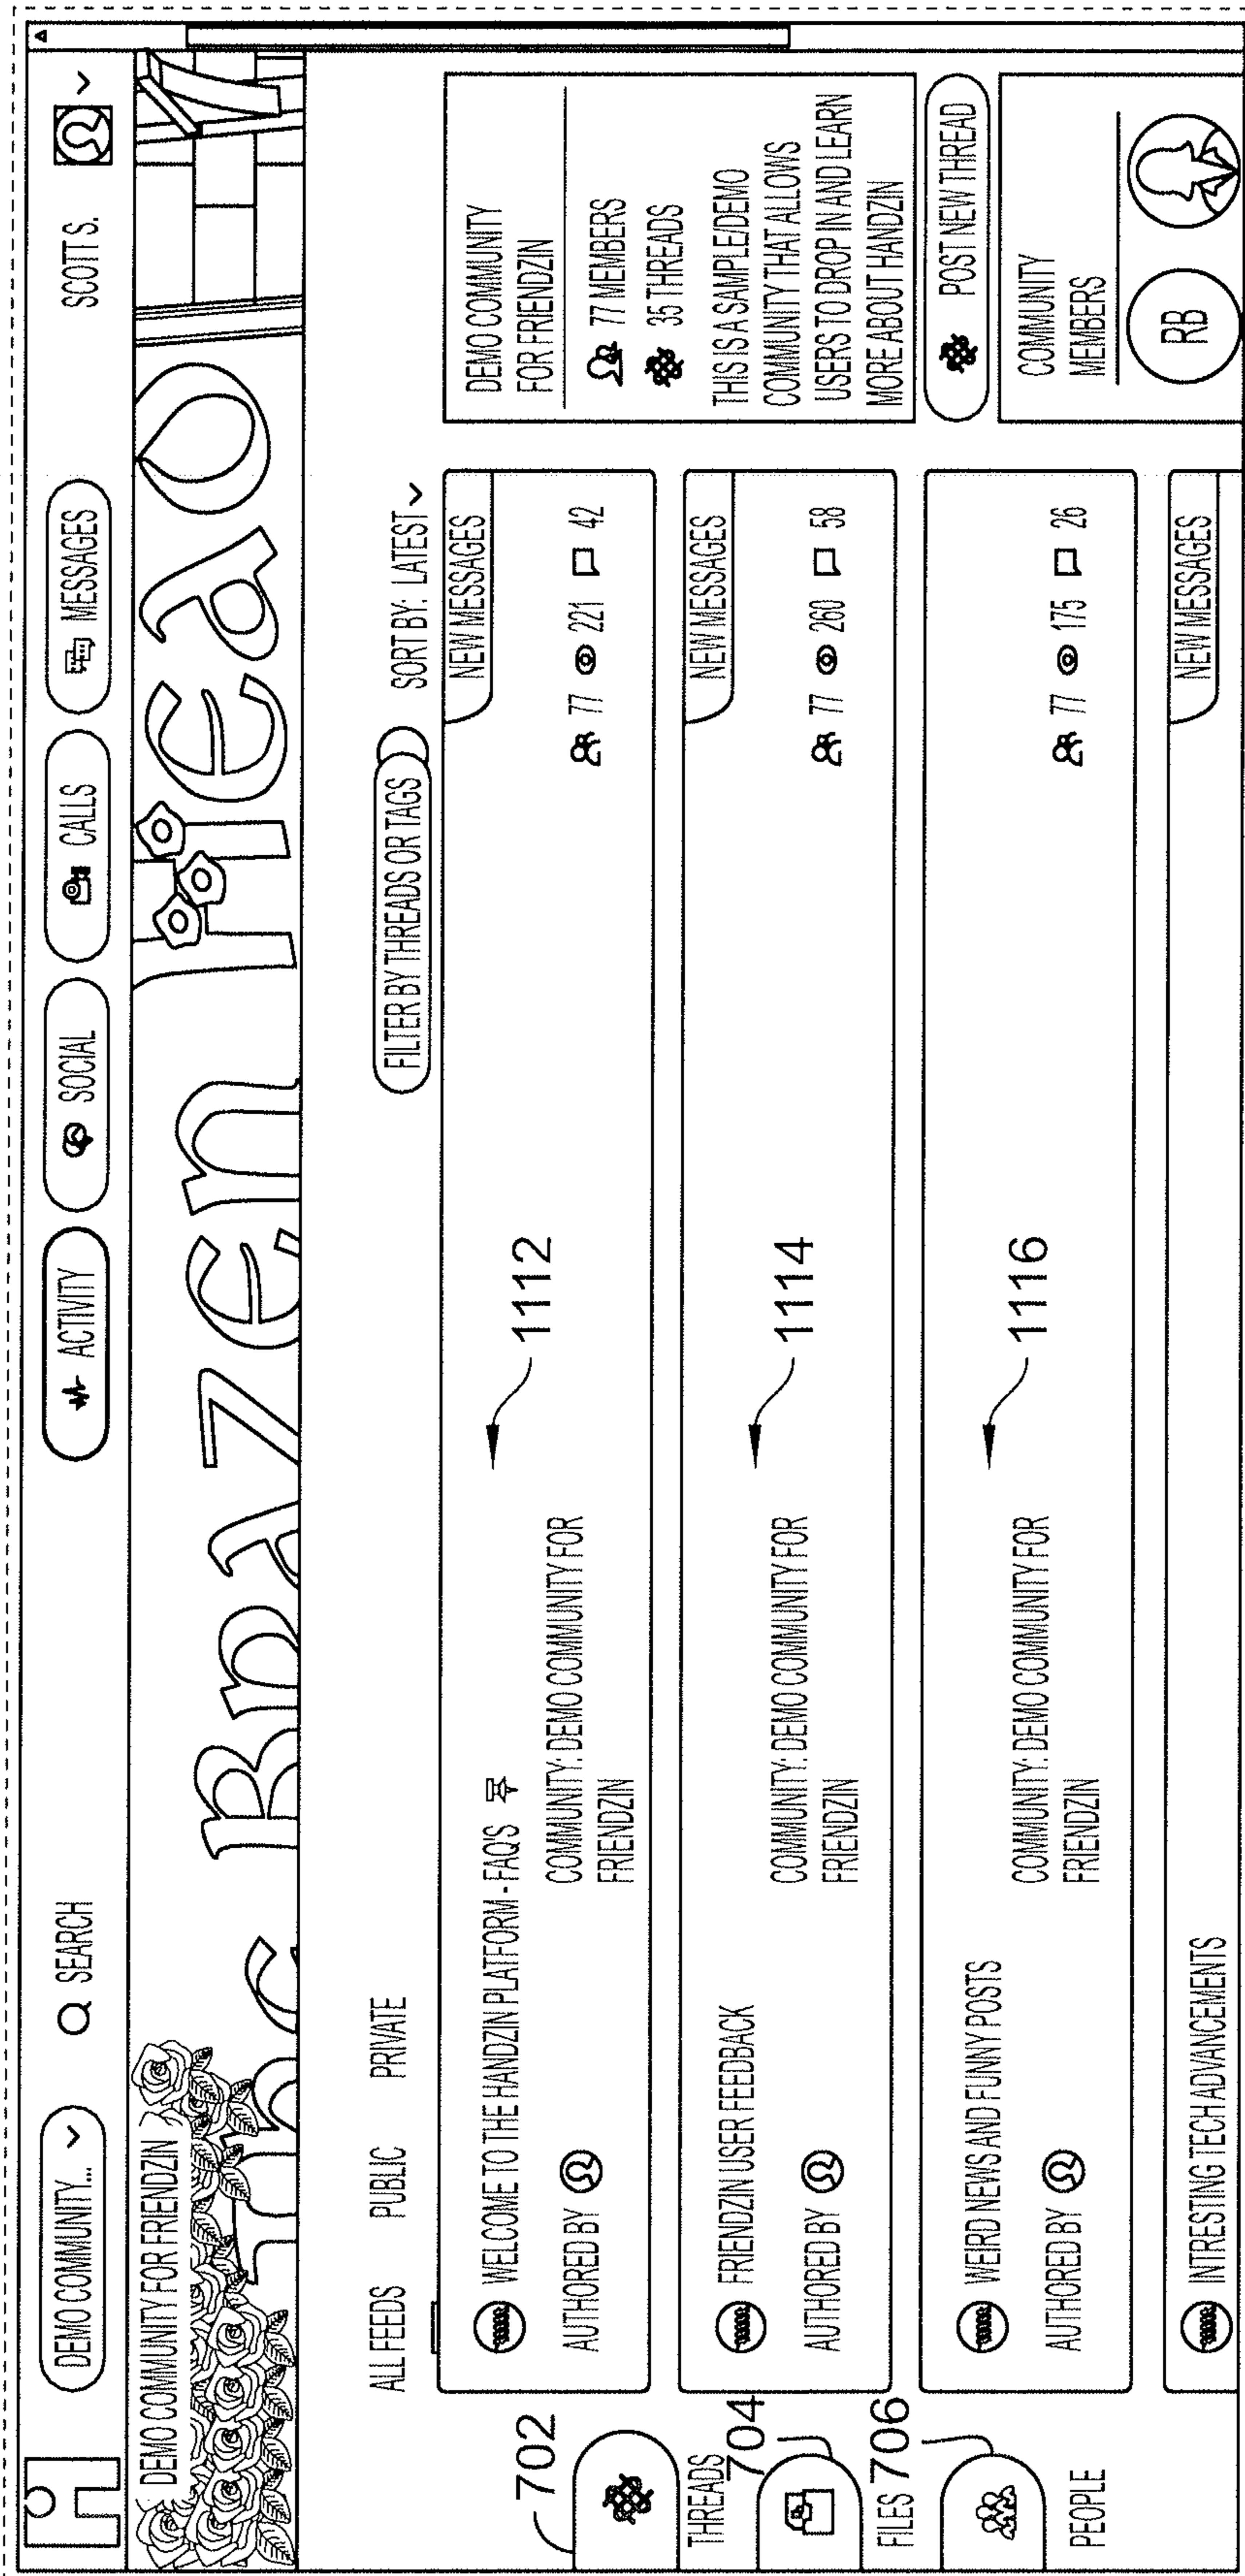 DEMO COMMUNITY... SEARCH ACTIVITY SOCIAL CALLS MESSAGES SCOTT S.
DEMO COMMUNITY FOR FRIENDZIN
The BRAZEn HEAD
ALL FEEDS PUBLIC PRIVATE FILTER BY THREADS OR TAGS SORT BY: LATEST
702
THREADS
704
FILES
706
PEOPLE
NEW MESSAGES
WELCOME TO THE HANDZIN PLATFORM - FAQ'S
1112
AUTHORED BY
COMMUNITY: DEMO COMMUNITY FOR
FRIENDZIN
77 221 42
NEW MESSAGES
FRIENDZIN USER FEEDBACK
1114
AUTHORED BY
COMMUNITY: DEMO COMMUNITY FOR
FRIENDZIN
77 260 58
WEIRD NEWS AND FUNNY POSTS
1116
AUTHORED BY
COMMUNITY: DEMO COMMUNITY FOR
FRIENDZIN
77 175 26
NEW MESSAGES
INTRESTING TECH ADVANCEMENTS
DEMO COMMUNITY
FOR FRIENDZIN
77 MEMBERS
35 THREADS
THIS IS A SAMPLE/DEMO
COMMUNITY THAT ALLOWS
USERS TO DROP IN AND LEARN
MORE ABOUT HANDZIN
POST NEW THREAD
COMMUNITY
MEMBERS
RB